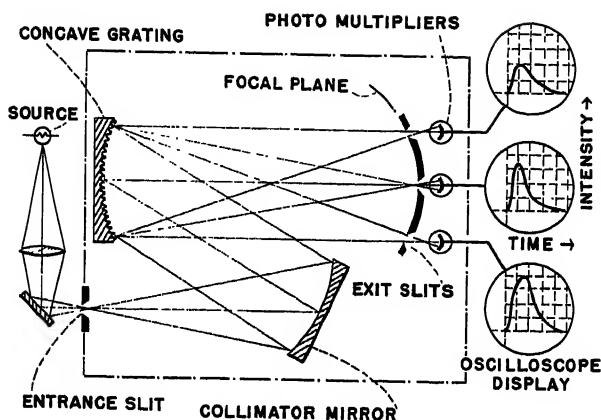 PHOTO MULTIPLIERS
CONCAVE GRATING
FOCAL PLANE
SOURCE
INTENSITY→
TIME→
EXIT SLITS
OSCILLOSCOPE
DISPLAY
ENTRANCE SLIT
COLLIMATOR MIRROR